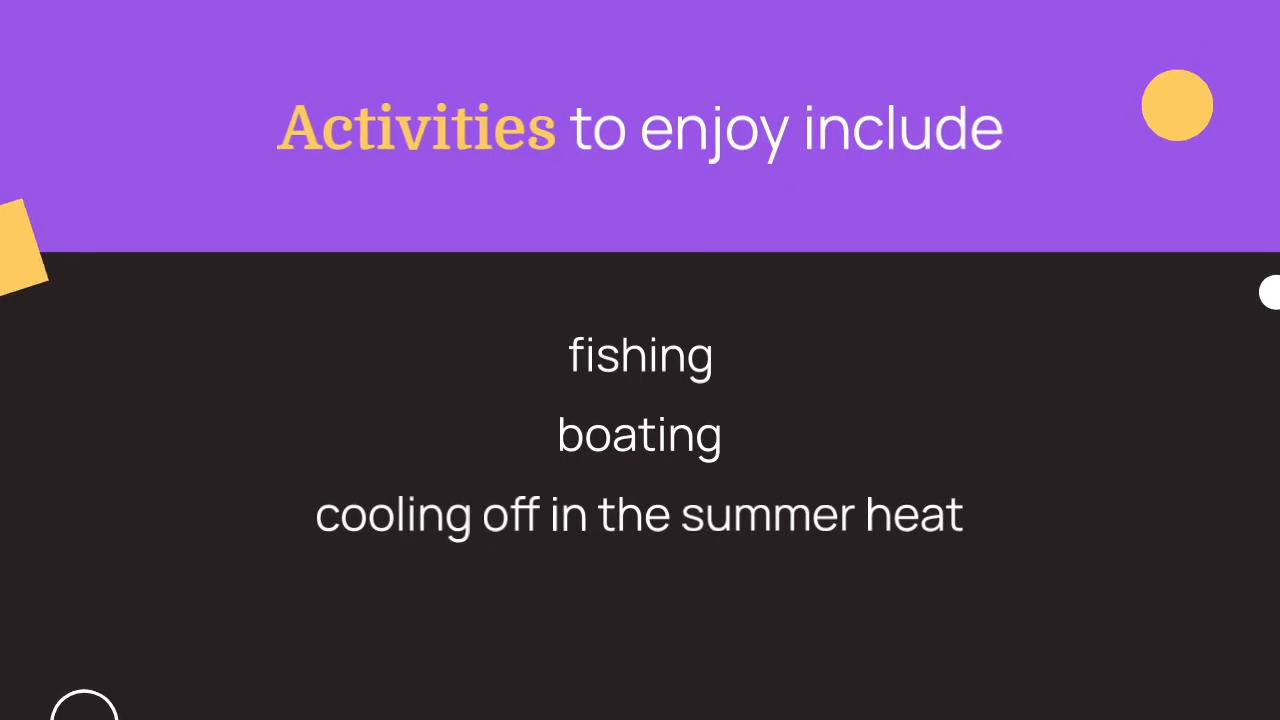 Activities to enjoy include
fishing
boating
cooling off in the summer heat